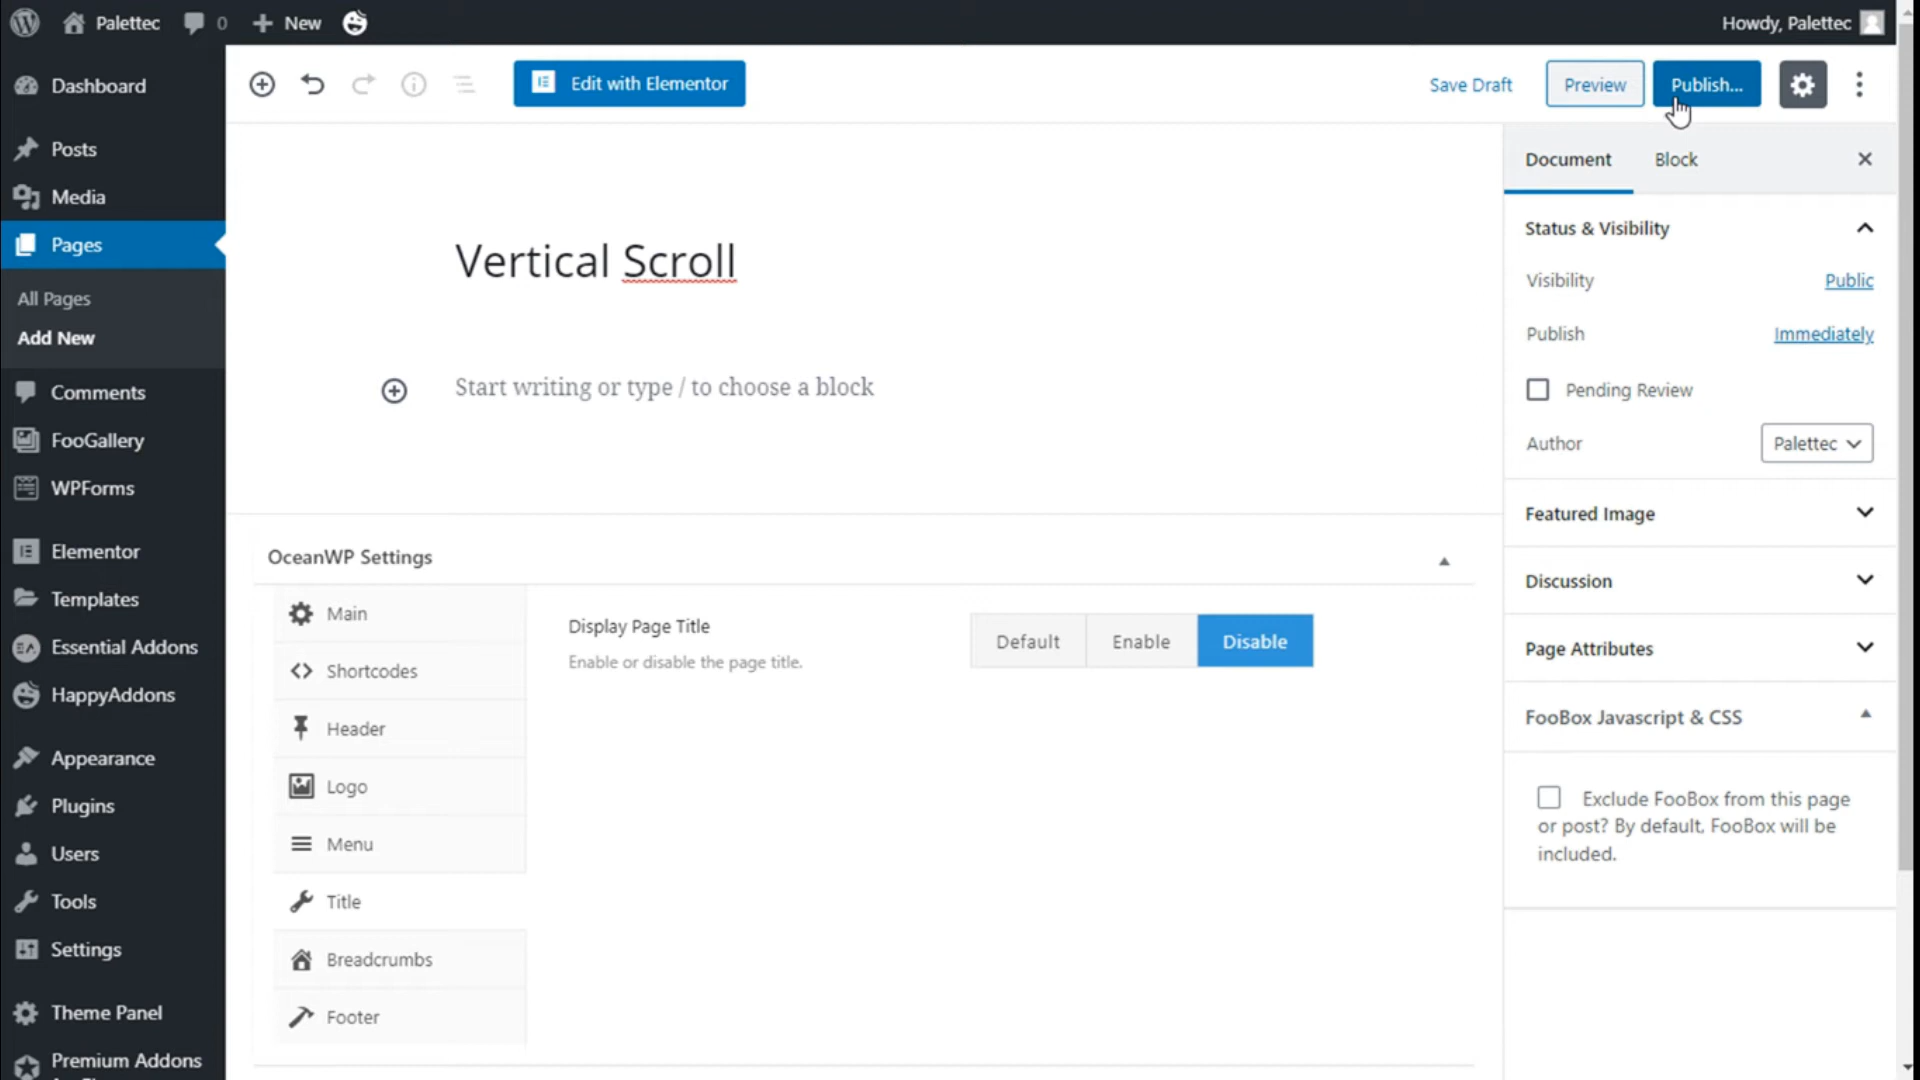 Palettec
0
New
Howdy, Palettec
Dashboard
Posts
Media
Pages
All Pages
Add New
Comments
FooGallery
WPForms
Elementor
Templates
Essential Addons
HappyAddons
Appearance
Plugins
Users
Tools
Settings
Theme Panel
Premium Addons
Edit with Elementor
Save Draft
Preview
Publish...
Vertical Scroll
Start writing or type / to choose a block
OceanWP Settings
Main
Shortcodes
Header
Logo
Menu
Title
Breadcrumbs
Footer
Display Page Title
Enable or disable the page title.
Default
Enable
Disable
Document
Block
Status & Visibility
Visibility
Public
Publish
Immediately
Pending Review
Author
Palettec
Featured Image
Discussion
Page Attributes
FooBox Javascript & CSS
Exclude FooBox from this page
or post? By default, FooBox will be
included.